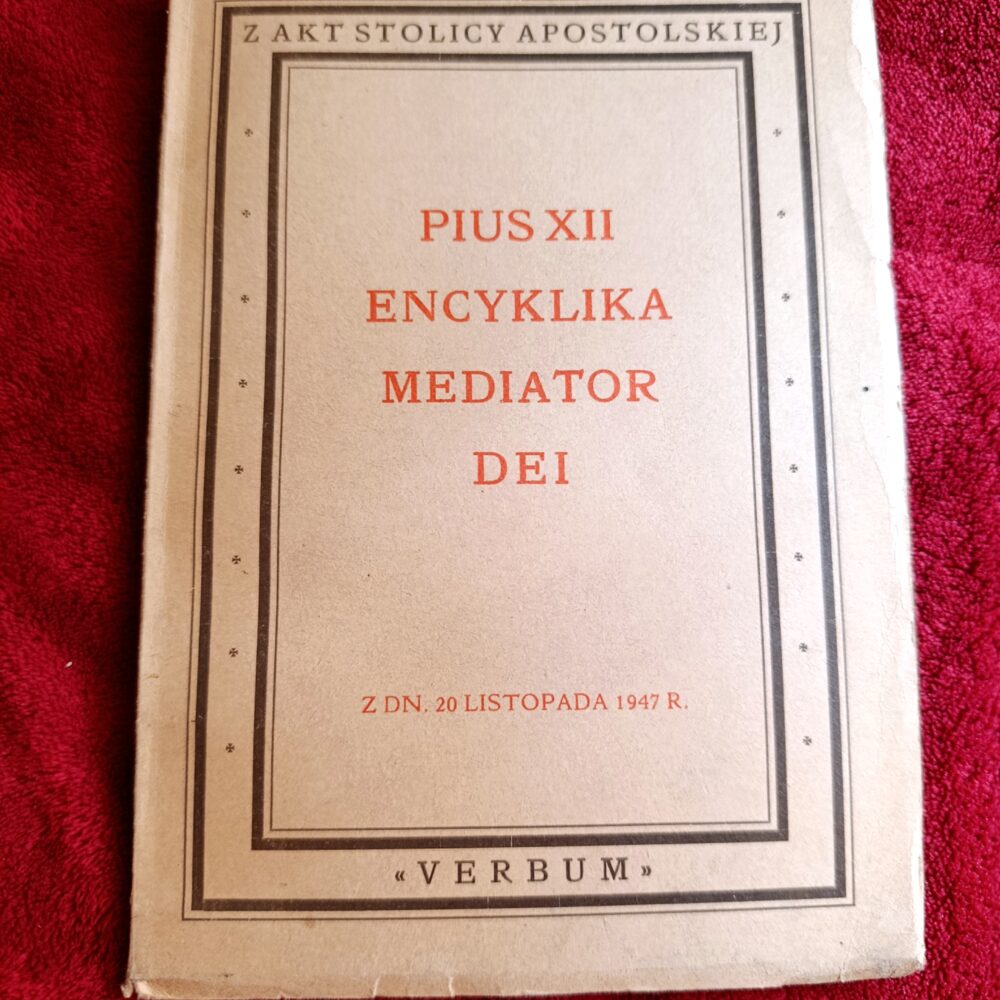 Z AKT STOLICY APOSTOLSKIEJ
PIUS XII
ENCYKLIKA
MEDIATOR
DEI
Z DN. 20 LISTOPADA 1947 R.
«VERBUM»